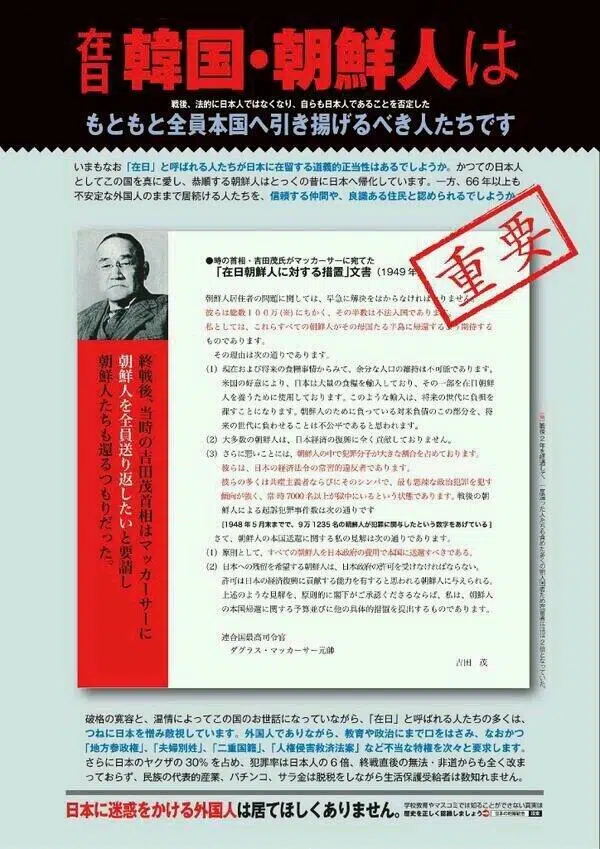 在日韓国・朝鮮人は
戦後、法的に日本人ではなくなり、自らも日本人であることを否定した
もともと全員本国へ引き揚げるべき人たちです
いまもなお「在日」と呼ばれる人たちが日本に在留する道義的正当性はあるでしょうか。かつての日本人
としてこの国を真に愛し、恭順する朝鮮人はとっくの昔に日本へ帰化しています。一方、66年以上も
不安定な外国人のままで居続ける人たちを、信頼する仲間や、良識ある住民と認められるでしょうか
重要
●時の首相・吉田茂氏がマッカーサーに宛てた
「在日朝鮮人に対する措置」文書(1949年
朝鮮人居住者の問題に関しては、早急に解決をはからなければなりません。
彼らは総数100万(※)にちかく、その半数は不法入国であります。
私としては、これらすべての朝鮮人がその母国たる半島に帰還するよう期待する
ものであります。
その理由は次の通りであります。
(1) 現在および将来の食糧事情からみて、余分な人口の維持は不可能であります。
米国の好意により、日本は大量の食糧を輸入しており、その一部を在日朝鮮
人を養うために使用しております。このような輸入は、将来の世代に負担を
課すことになります。朝鮮人のために負っている対米負債のこの部分を、将
来の世代に負わせることは不公平であると思われます。
(2) 大多数の朝鮮人は、日本経済の復興に全く貢献しておりません。
(3) さらに悪いことには、朝鮮人の中で犯罪分子が大きな割合を占めております。
彼らは、日本の経済法令の常習的違反者であります。
彼らの多くは共産主義者ならびにそのシンパで、最も悪辣な政治犯罪を犯す
傾向が強く、常時7000名以上が獄中にいるという状態であります。戦後の朝
鮮人による起訴犯罪事件数は次の通りです
[1948年5月末までで、9万1235名の朝鮮人が犯罪に関与したという数字をあげている]
さて、朝鮮人の本国送還に関する私の見解は次の通りであります。
(1) 原則として、すべての朝鮮人を日本政府の費用で本国に送還すべきである。
(2) 日本への残留を希望する朝鮮人は、日本政府の許可を受けなければならない。
許可は日本の経済復興に貢献する能力を有すると思われる朝鮮人に与えられる。
上述のような見解を、原則的に閣下がご承認くださるならば、私は、朝鮮人
の本国帰還に関する予算並びに他の具体的措置を提出するものであります。
連合国最高司令官
ダグラス・マッカーサー元帥
吉田 茂
終戦後、当時の吉田茂首相はマッカーサーに
朝鮮人を全員送り返したいと要請し
朝鮮人たちも還るつもりだった。
破格の寛容と、温情によってこの国のお世話になっていながら、「在日」と呼ばれる人たちの多くは、
つねに日本を憎み敵視しています。外国人でありながら、教育や政治にまで口をはさみ、なおかつ
「地方参政権」、「夫婦別姓」、「二重国籍」、「人権侵害救済法案」など不当な特権を次々と要求します。
さらに日本のヤクザの30%を占め、犯罪率は日本人の6倍、終戦直後の無法・非道からも全く改
まっておらず、民族の代表的産業、パチンコ、サラ金は脱税をしながら生活保護受給者は数知れません。
日本に迷惑をかける外国人は居てほしくありません。
学校教育やマスコミでは知ることができない真実は
歴史を正しく認識しましょう